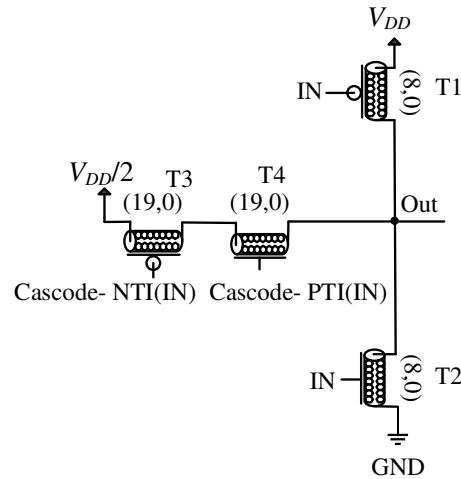 V_DD
IN
(8,0)
T1
V_DD/2
T3
T4
(19,0)
(19,0)
Out
Cascode- NTI(IN)
Cascode- PTI(IN)
IN
(8,0)
T2
GND